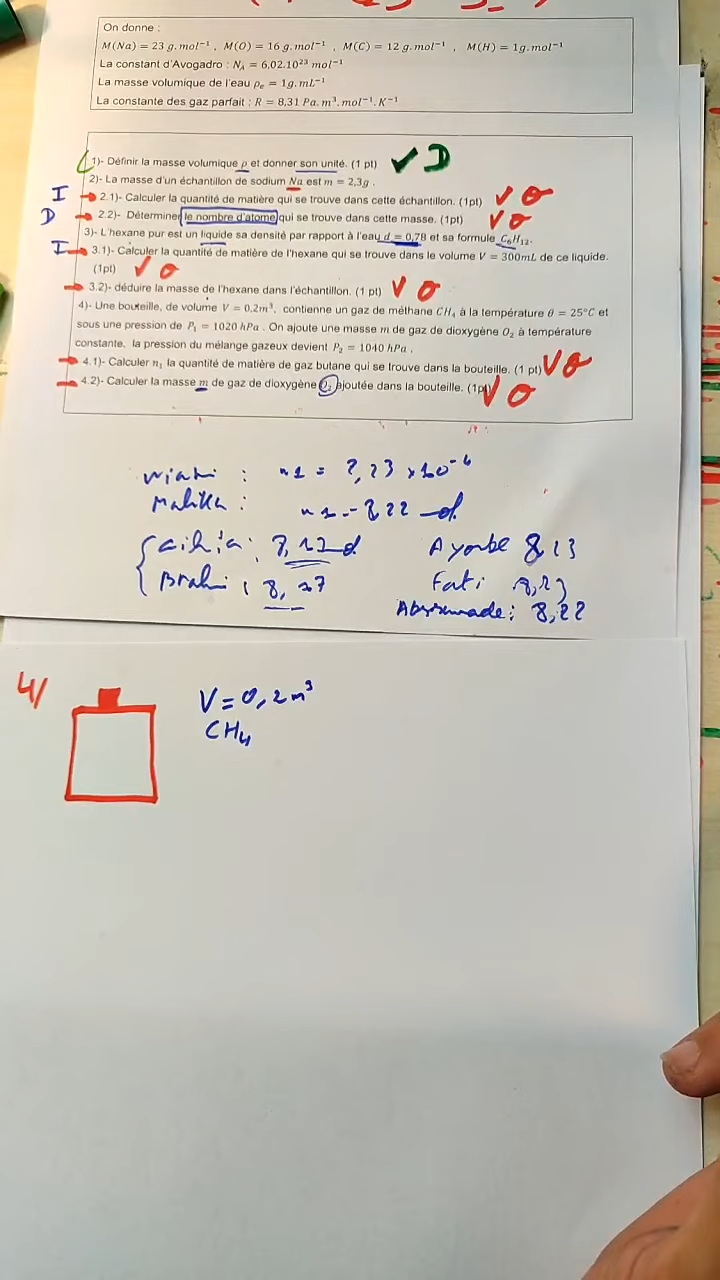 On donne :
M(Na) = 23 g.mol⁻¹ , M(O) = 16 g.mol⁻¹ , M(C) = 12 g.mol⁻¹ , M(H) = 1g.mol⁻¹
La constant d'Avogadro : N_A = 6,02.10²³ mol⁻¹
La masse volumique de l'eau ρₑ = 1g.mL⁻¹
La constante des gaz parfait : R = 8,31 Pa.m³.mol⁻¹.K⁻¹
1)- Définir la masse volumique ρ et donner son unité. (1 pt) D
2)- La masse d'un échantillon de sodium Na est m = 2,3g .
I 2.1)- Calculer la quantité de matière qui se trouve dans cette échantillon. (1pt)
D 2.2)- Déterminer le nombre d'atome qui se trouve dans cette masse. (1pt)
3)- L'hexane pur est un liquide sa densité par rapport à l'eau d = 0,78 et sa formule C₆H₁₂.
I 3.1)- Calculer la quantité de matière de l'hexane qui se trouve dans le volume V = 300mL de ce liquide.
(1pt)
3.2)- déduire la masse de l'hexane dans l'échantillon. (1 pt)
4)- Une bouteille, de volume V = 0,2m³, contienne un gaz de méthane CH₄ à la température θ = 25°C et
sous une pression de P₁ = 1020 hPa . On ajoute une masse m de gaz de dioxygène O₂ à température
constante, la pression du mélange gazeux devient P₂ = 1040 hPa .
4.1)- Calculer n₁ la quantité de matière de gaz butane qui se trouve dans la bouteille. (1 pt)
4.2)- Calculer la masse m de gaz de dioxygène O₂ ajoutée dans la bouteille. (1pt)
Malika :
Brahi : 8,27
Fati
8,22
4/
V = 0,2 m³
CH₄